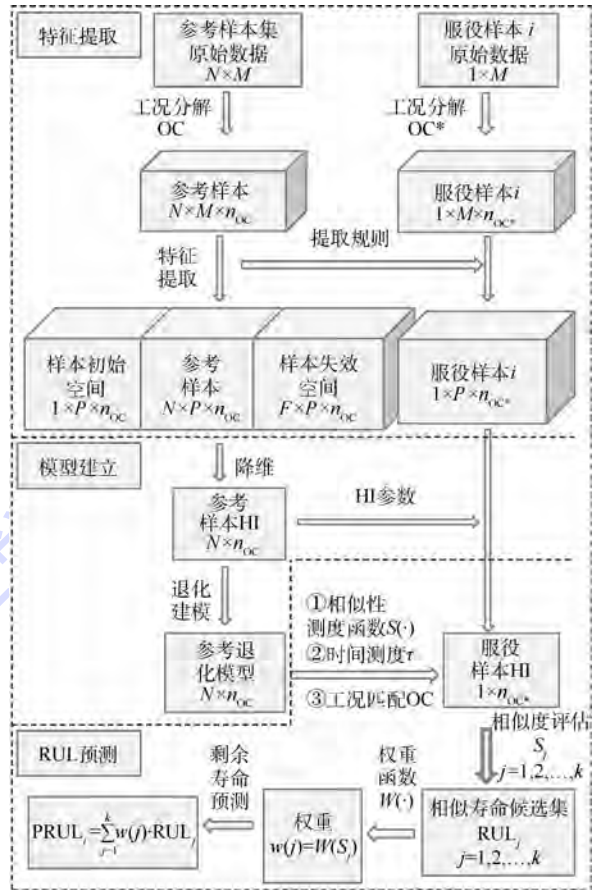 特征提取
参考样本集
原始数据
N×M
服役样本 i
原始数据
1×M
工况分解
OC
工况分解
OC*
参考样本
N×M×n_OC
服役样本i
1×M×n_OC*
特征
提取
提取规则
样本初始
空间
1×P×n_OC
参考
样本
N×P×n_OC
样本失效
空间
F×P×n_OC
服役样本i
1×P×n_OC*
模型建立
降维
参考
样本HI
N×n_OC
HI参数
退化
建模
参考退
化模型
N×n_OC
①相似性
测度函数S(·)
②时间测度τ
③工况匹配OC
服役
样本HI
1×n_OC*
相似度评估
S_j
j=1,2,…,k
RUL预测
剩余
寿命
预测
权重
函数
W(·)
PRUL_i=∑_{j=1}^{k}w(j)·RUL_j
权重
w(j)=W(S_j)
相似寿命候选集
RUL_j
j=1,2,…,k